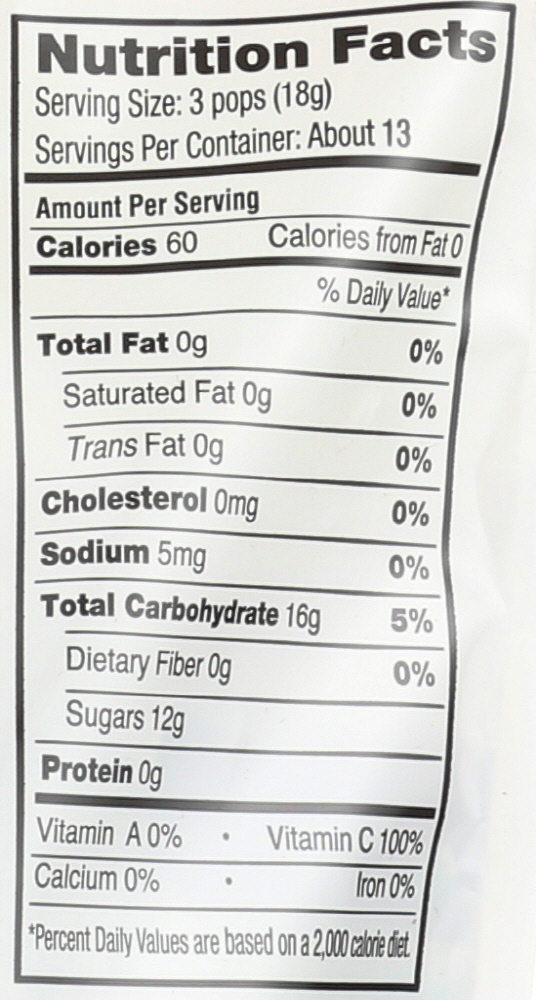 Nutrition Facts
Serving Size: 3 pops (18g)
Servings Per Container: About 13
Amount Per Serving
Calories 60 Calories from Fat 0
% Daily Value*
Total Fat 0g 0%
Saturated Fat 0g 0%
Trans Fat 0g 0%
Cholesterol 0mg 0%
Sodium 5mg 0%
Total Carbohydrate 16g 5%
Dietary Fiber 0g 0%
Sugars 12g
Protein 0g
Vitamin A 0% • Vitamin C 100%
Calcium 0% • Iron 0%
*Percent Daily Values are based on a 2,000 calorie diet.